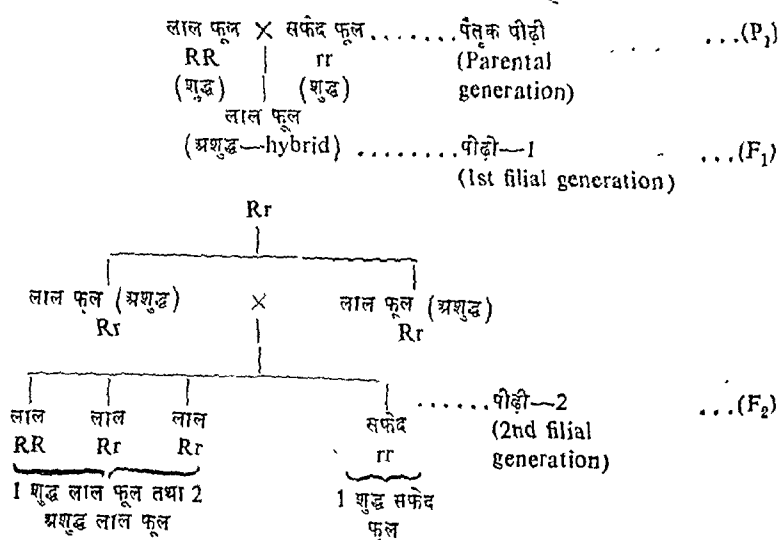 लाल फूल × सफेद फूल ...... पैतृक पीढ़ी ...(P₁)
RR rr (Parental
(शुद्ध) (शुद्ध) generation)
लाल फूल
(अशुद्ध—hybrid) ........ पीढ़ी—1 ...(F₁)
(1st filial generation)
Rr
लाल फूल (अशुद्ध) × लाल फूल (अशुद्ध)
Rr Rr
लाल लाल लाल सफेद ...... पीढ़ी—2 ...(F₂)
RR Rr Rr rr (2nd filial
generation)
1 शुद्ध लाल फूल तथा 2 1 शुद्ध सफेद
अशुद्ध लाल फूल फूल